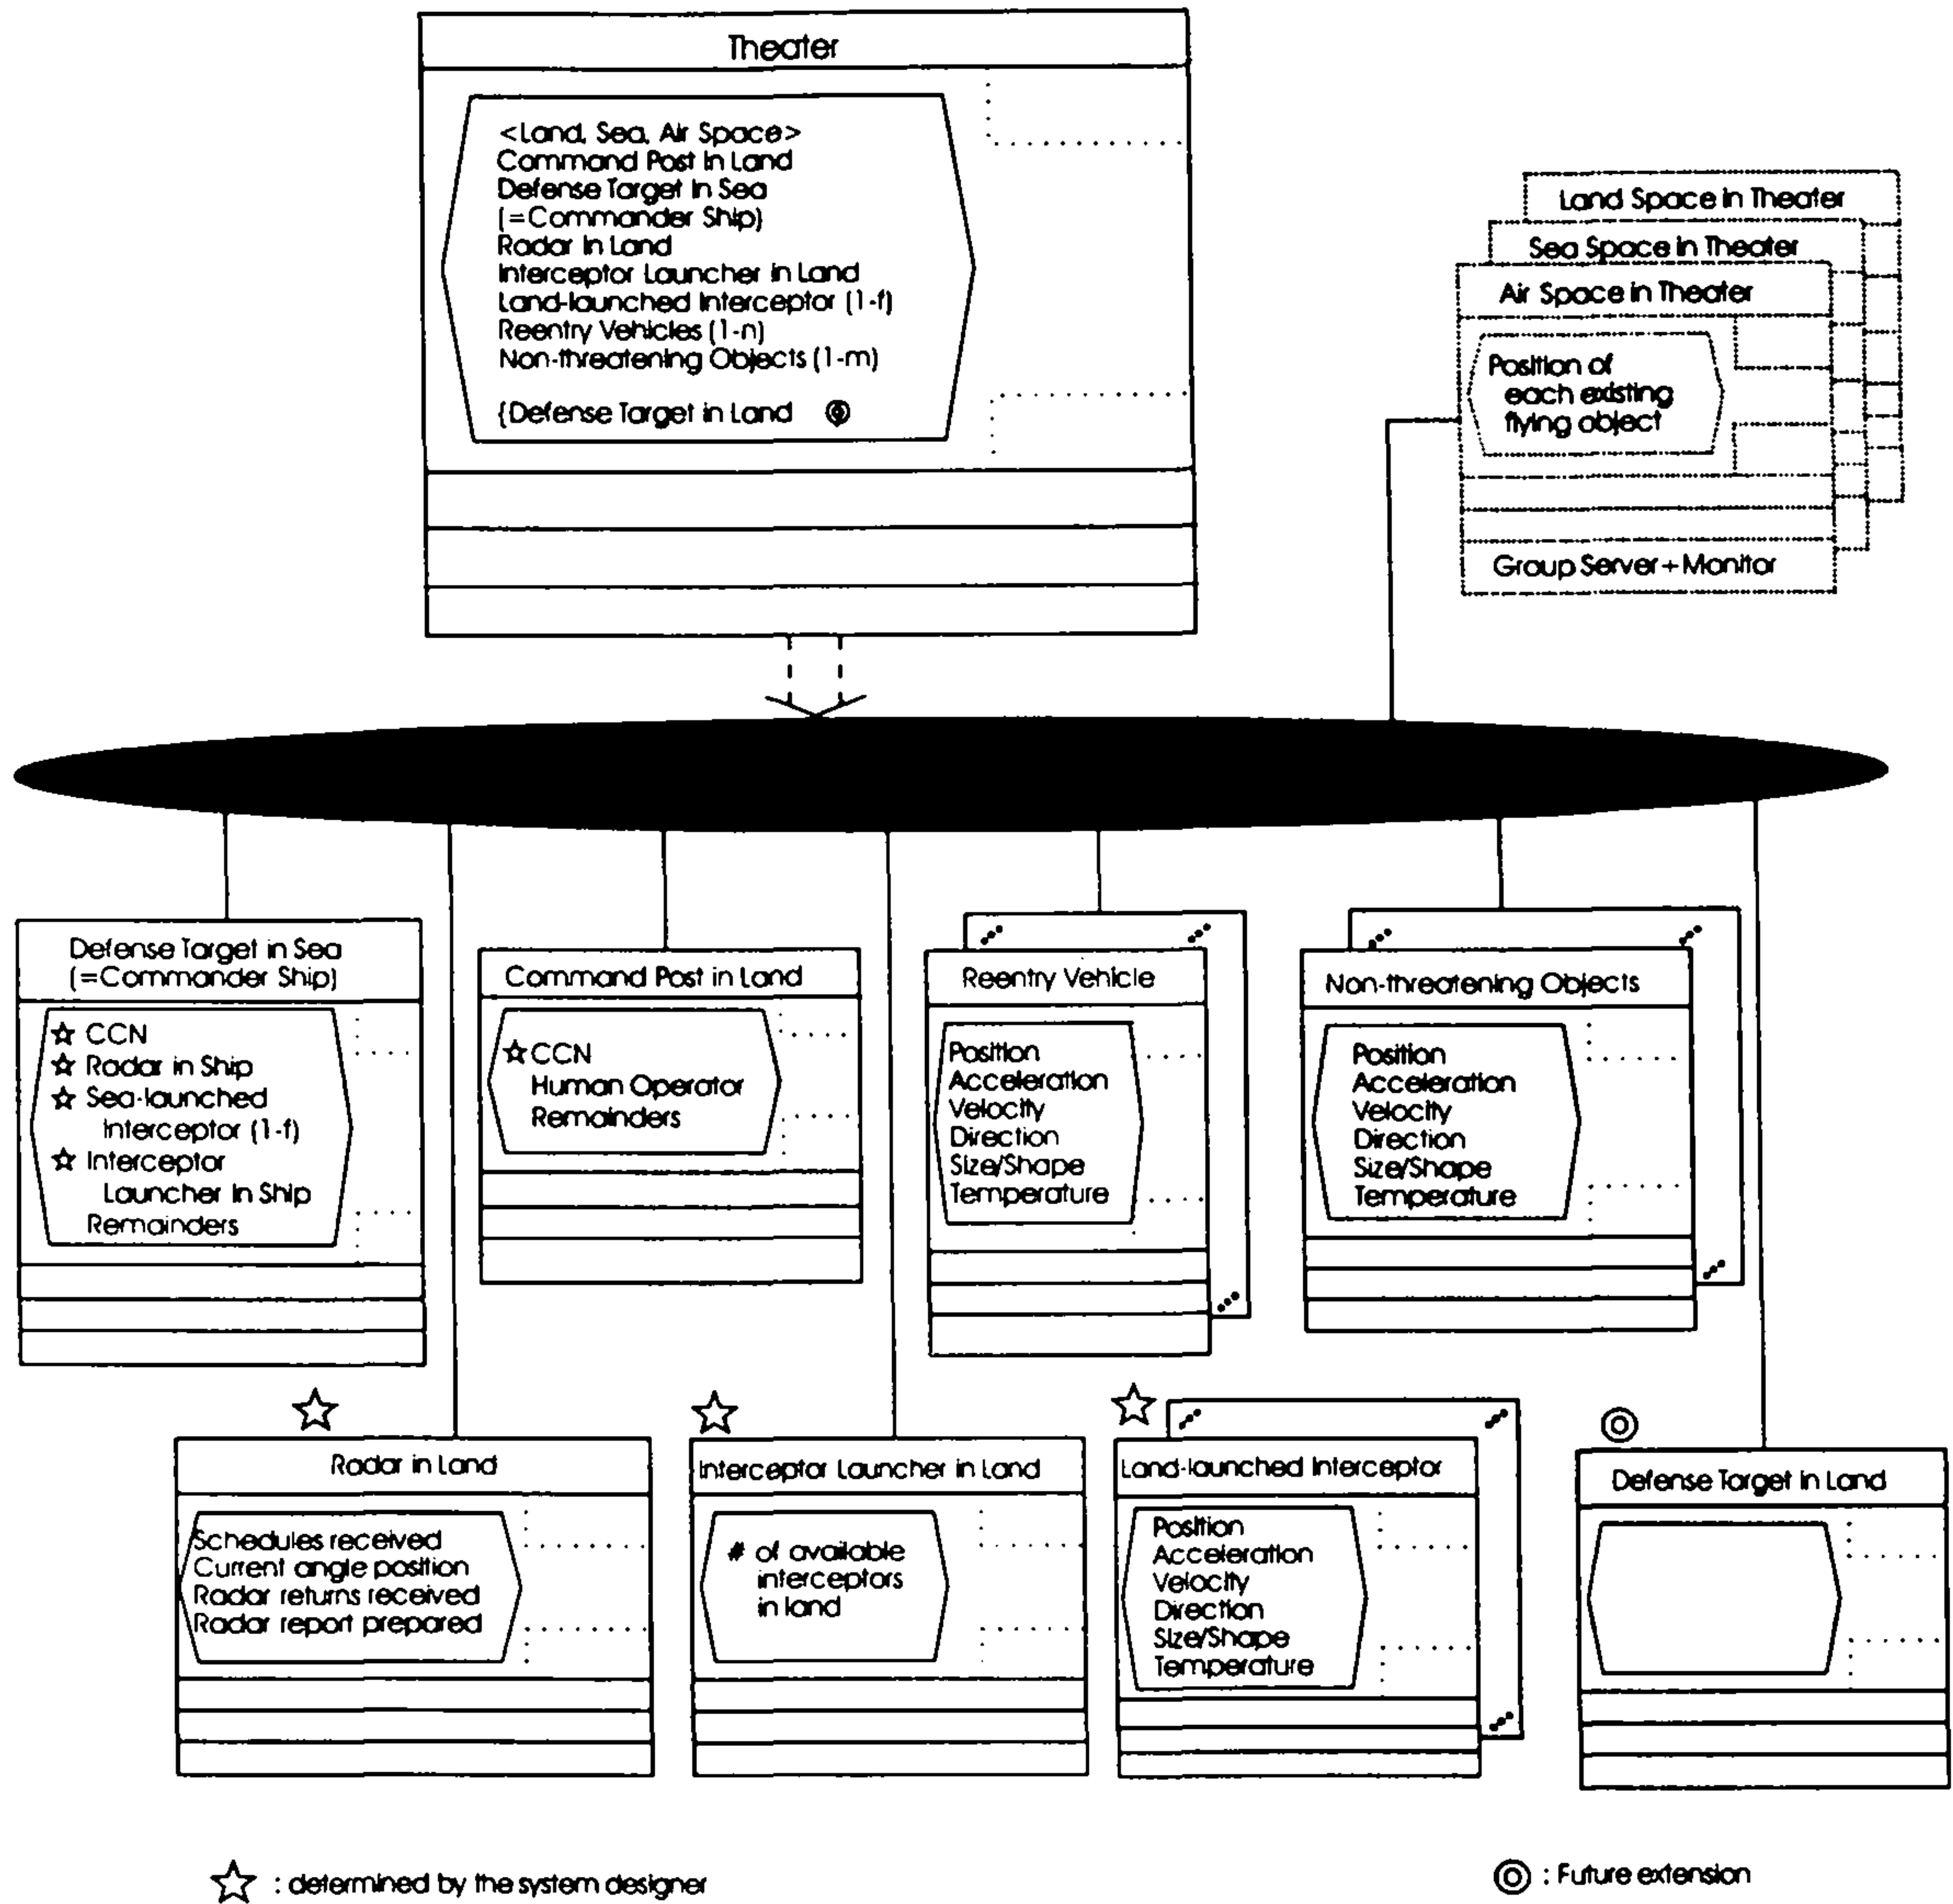 Theater
<Land, Sea, Air Space>
Command Post in Land
Defense Target in Sea
(=Commander Ship)
Radar in Land
Interceptor Launcher in Land
Land-launched Interceptor (1-f)
Reentry Vehicles (1-n)
Non-threatening Objects (1-m)
{Defense Target in Land ◎
Land Space in Theater
Sea Space in Theater
Air Space in Theater
Position of
each existing
flying object
Group Server+Monitor
Defense Target in Sea
(=Commander Ship)
☆ CCN
☆ Radar in Ship
☆ Sea-launched
Interceptor (1-f)
☆ Interceptor
Launcher in Ship
Remainders
Command Post in Land
☆ CCN
Human Operator
Remainders
Reentry Vehicle
Position
Acceleration
Velocity
Direction
Size/Shape
Temperature
Non-threatening Objects
Position
Acceleration
Velocity
Direction
Size/Shape
Temperature
☆
Radar in Land
Schedules received
Current angle position
Radar returns received
Radar report prepared
☆
Interceptor Launcher in Land
# of available
interceptors
in land
☆
Land-launched Interceptor
Position
Acceleration
Velocity
Direction
Size/Shape
Temperature
◎
Defense Target in Land
☆ : determined by the system designer
◎ : Future extension